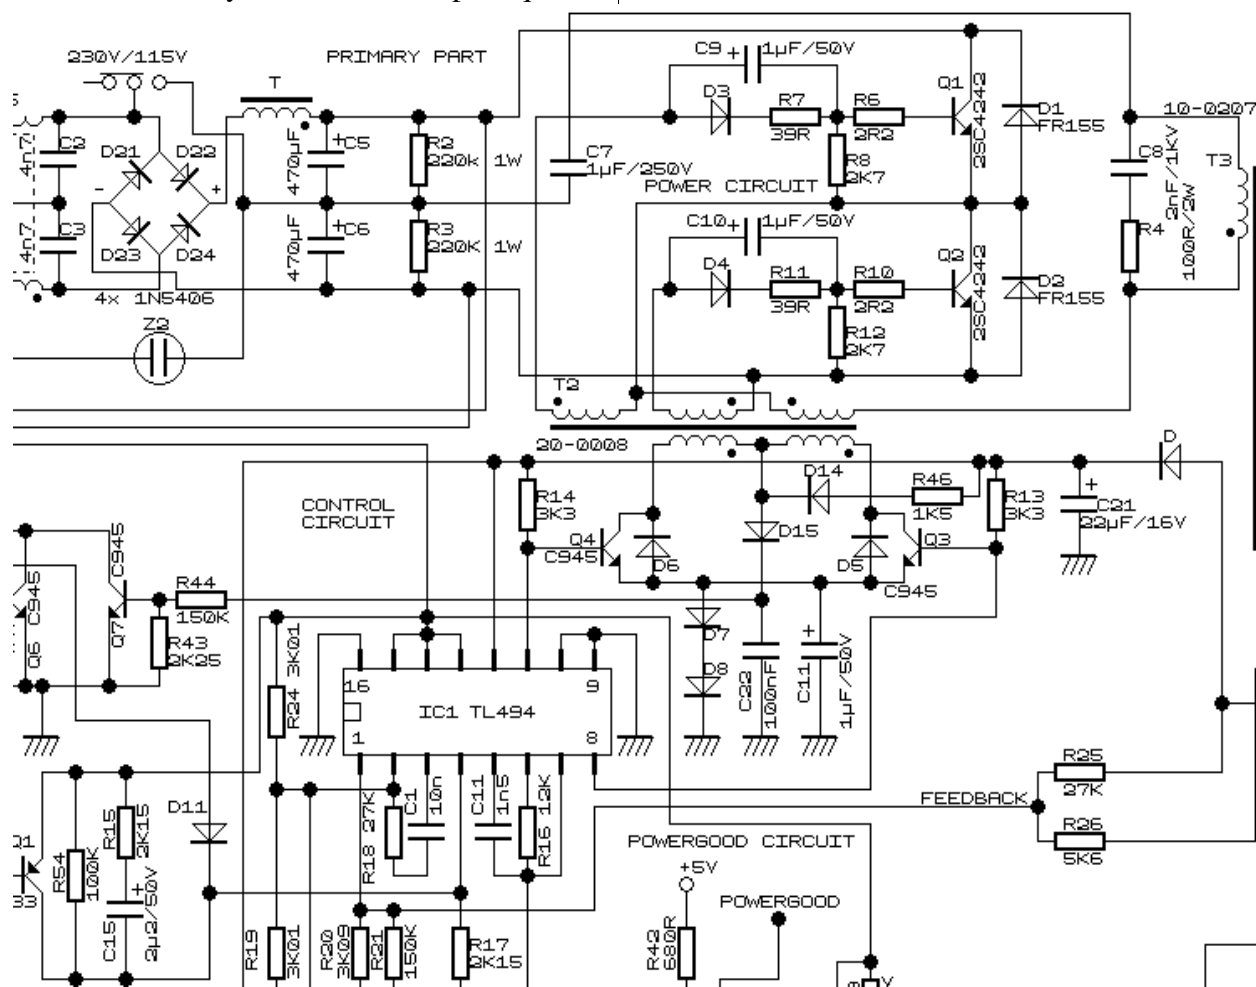 230V/115V
PRIMARY PART
T
C9
+
1µF/50V
Q1
2SC4242
D1
FR155
10-0207
C2
4n7
D21
D22
-
+
470µF
+
C5
R2
220k 1W
C7
1µF/250V
D3
R7
39R
R6
2R2
R8
2K7
POWER CIRCUIT
C8
2nF/1KV
T3
C3
4n7
D23
D24
4x 1N5406
470µF
+
C6
R3
220K 1W
C10
+
1µF/50V
D4
R11
39R
R10
2R2
R12
2K7
Q2
2SC4242
D2
FR155
R4
100R/2W
Z2
T2
20-0008
CONTROL
CIRCUIT
R14
3K3
D14
R46
1K5
R13
3K3
+
C21
22µF/16V
D
Q4
C945
D6
D15
D5
Q3
C945
C945
Q6
C945
Q7
R44
150K
R43
2K25
R24
3K01
D7
D8
C22
100nF
C11
+
1µF/50V
16
9
IC1 TL494
1
8
R25
27K
FEEDBACK
R26
5K6
D11
R18
27K
C1
10n
C11
1n5
R16
12K
POWERGOOD CIRCUIT
+5V
POWERGOOD
Q1
33
R54
100K
R15
2K15
C15
+
2µ2/50V
R19
3K01
R20
3K09
R21
150K
R17
2K15
R42
680R